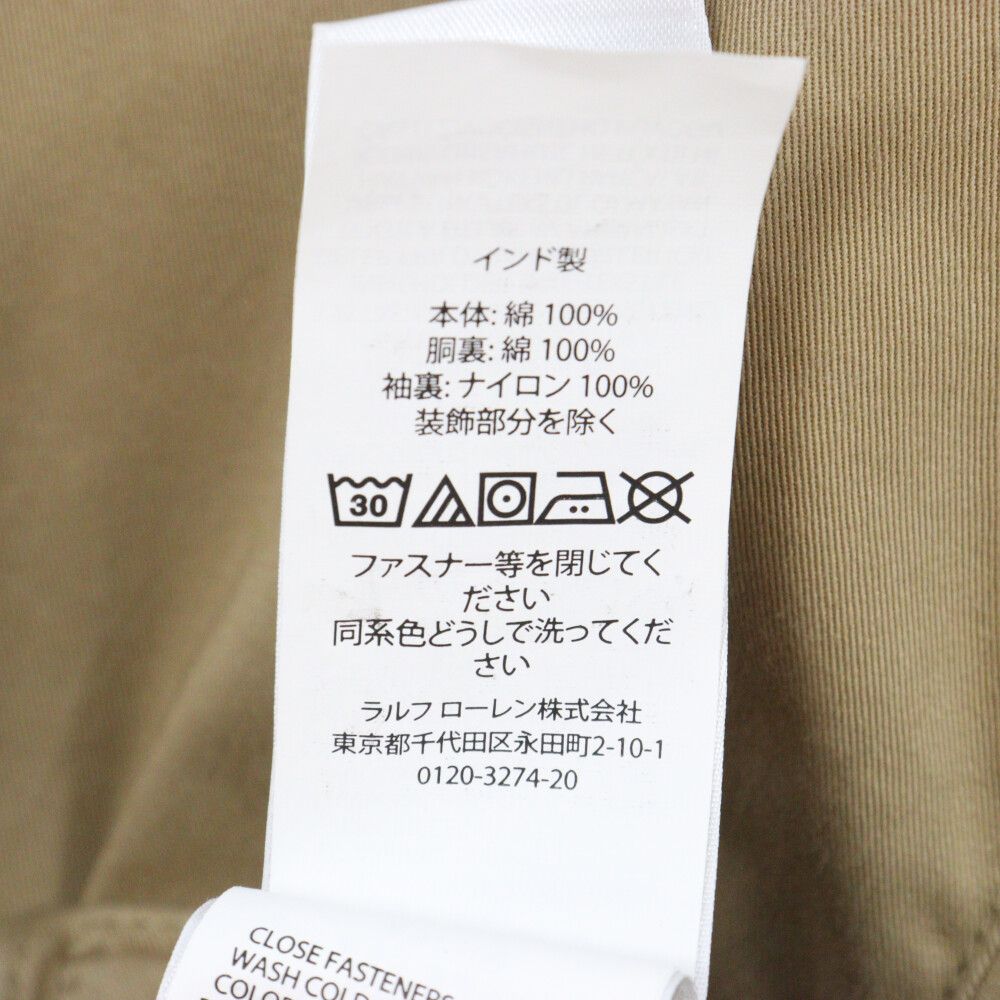 インド製
本体: 綿 100%
胴裏: 綿 100%
袖裏: ナイロン 100%
装飾部分を除く
30
ファスナー等を閉じてく
ださい
同系色どうしで洗ってくだ
さい
ラルフ ローレン株式会社
東京都千代田区永田町2-10-1
0120-3274-20
CLOSE FASTENERS
WASH COLD